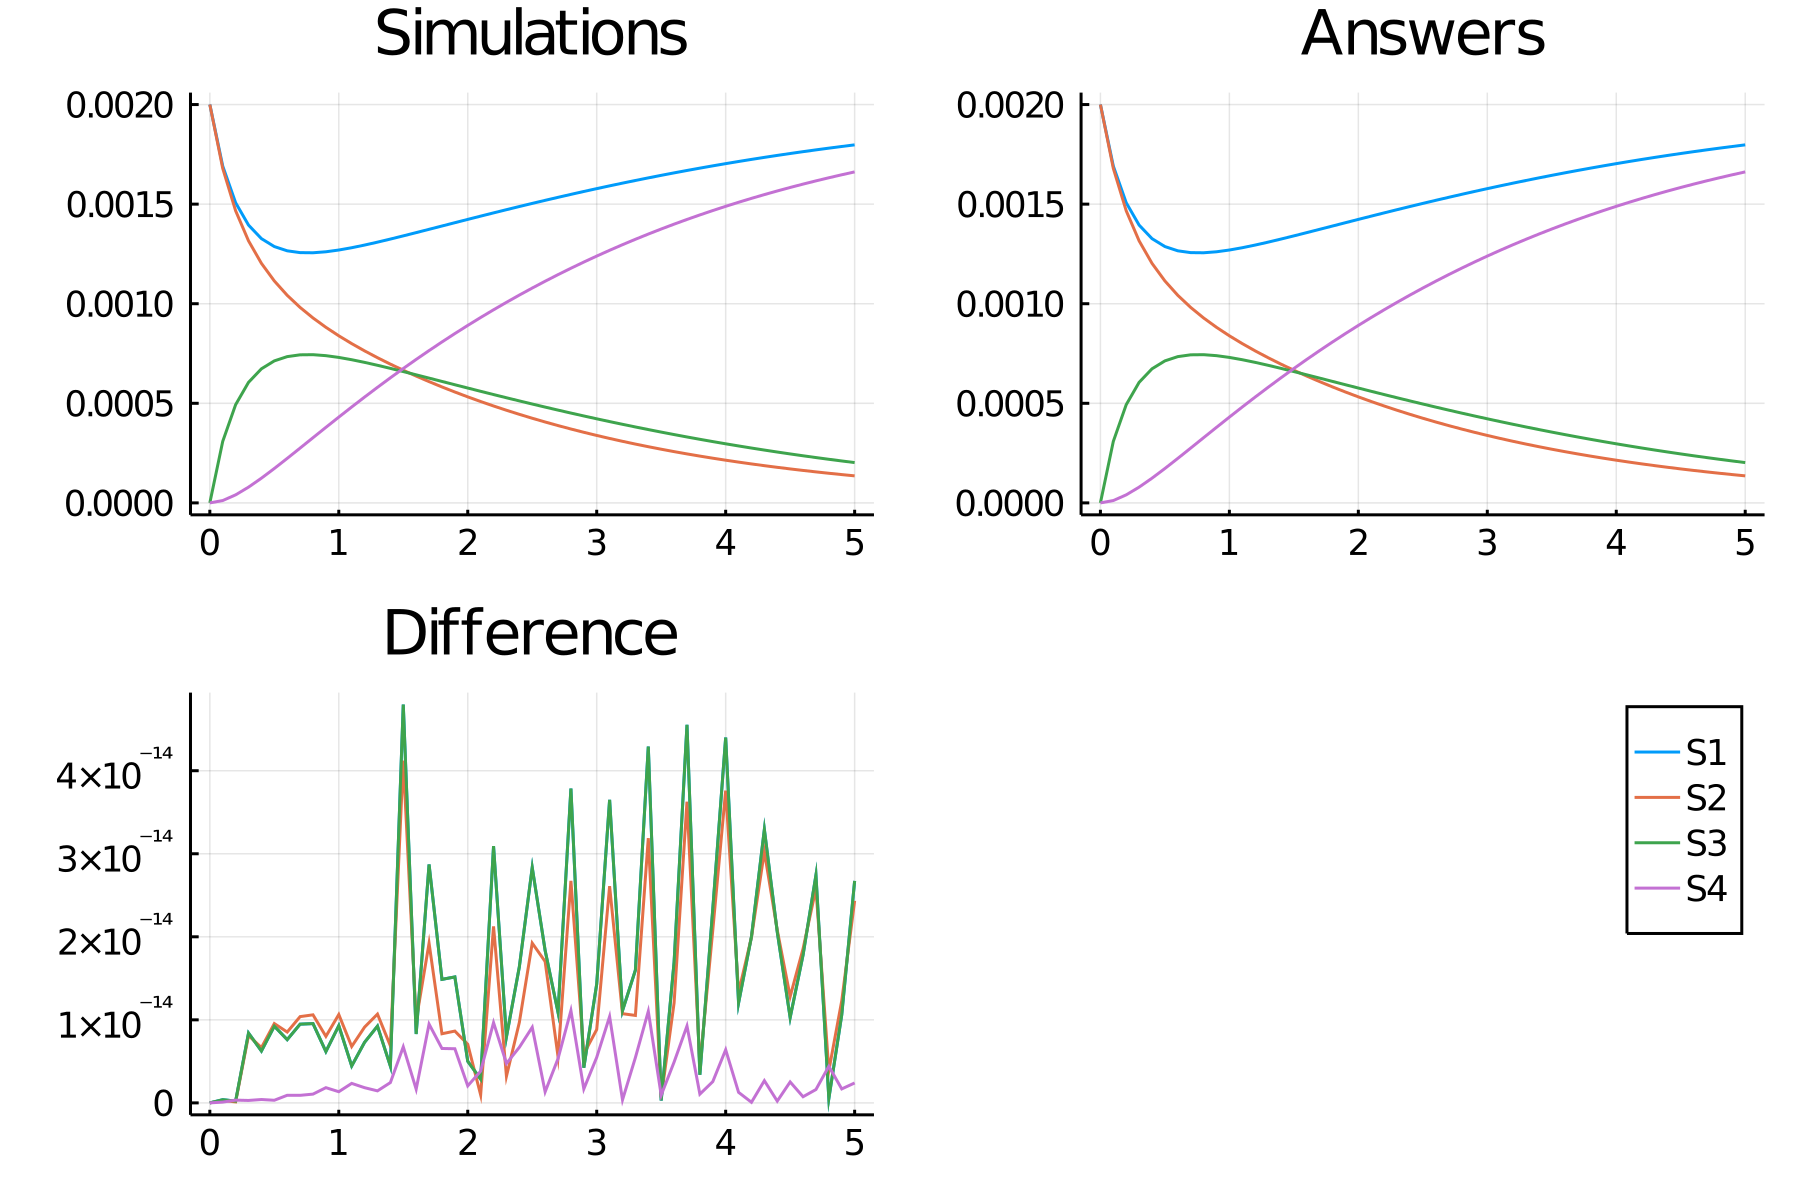 Simulations
0.0020
0.0015
0.0010
0.0005
0.0000
0 1 2 3 4 5
Answers
0.0020
0.0015
0.0010
0.0005
0.0000
0 1 2 3 4 5
Difference
4×10⁻¹⁴
3×10⁻¹⁴
2×10⁻¹⁴
1×10⁻¹⁴
0
0 1 2 3 4 5
S1
S2
S3
S4